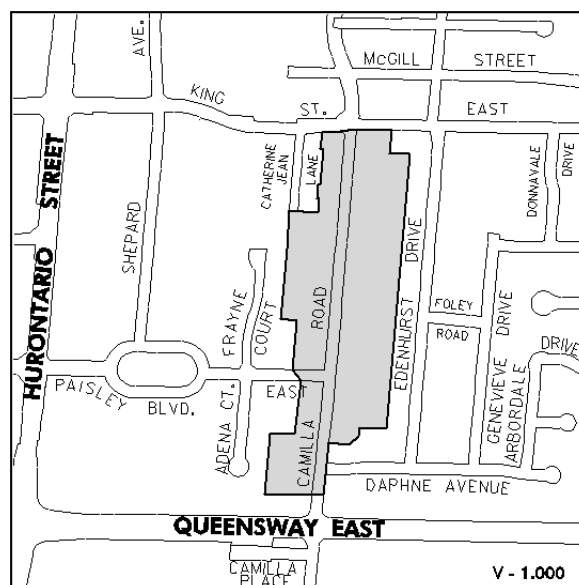 AVE.
McGILL STREET
KING ST. EAST
HURONTARIO STREET
SHEPARD
CATHERINE
JEAN
LANE
DONNAVALE
DRIVE
FRAYNE
COURT
ROAD
EDENHURST DRIVE
FOLEY
ROAD
GENEVIEVE DRIVE
ARBORDALE
DRIVE
PAISLEY BLVD. EAST
ADENA CT.
CAMILLA
DAPHNE AVENUE
QUEENSWAY EAST
CAMILLA
PLACE
V - 1.000